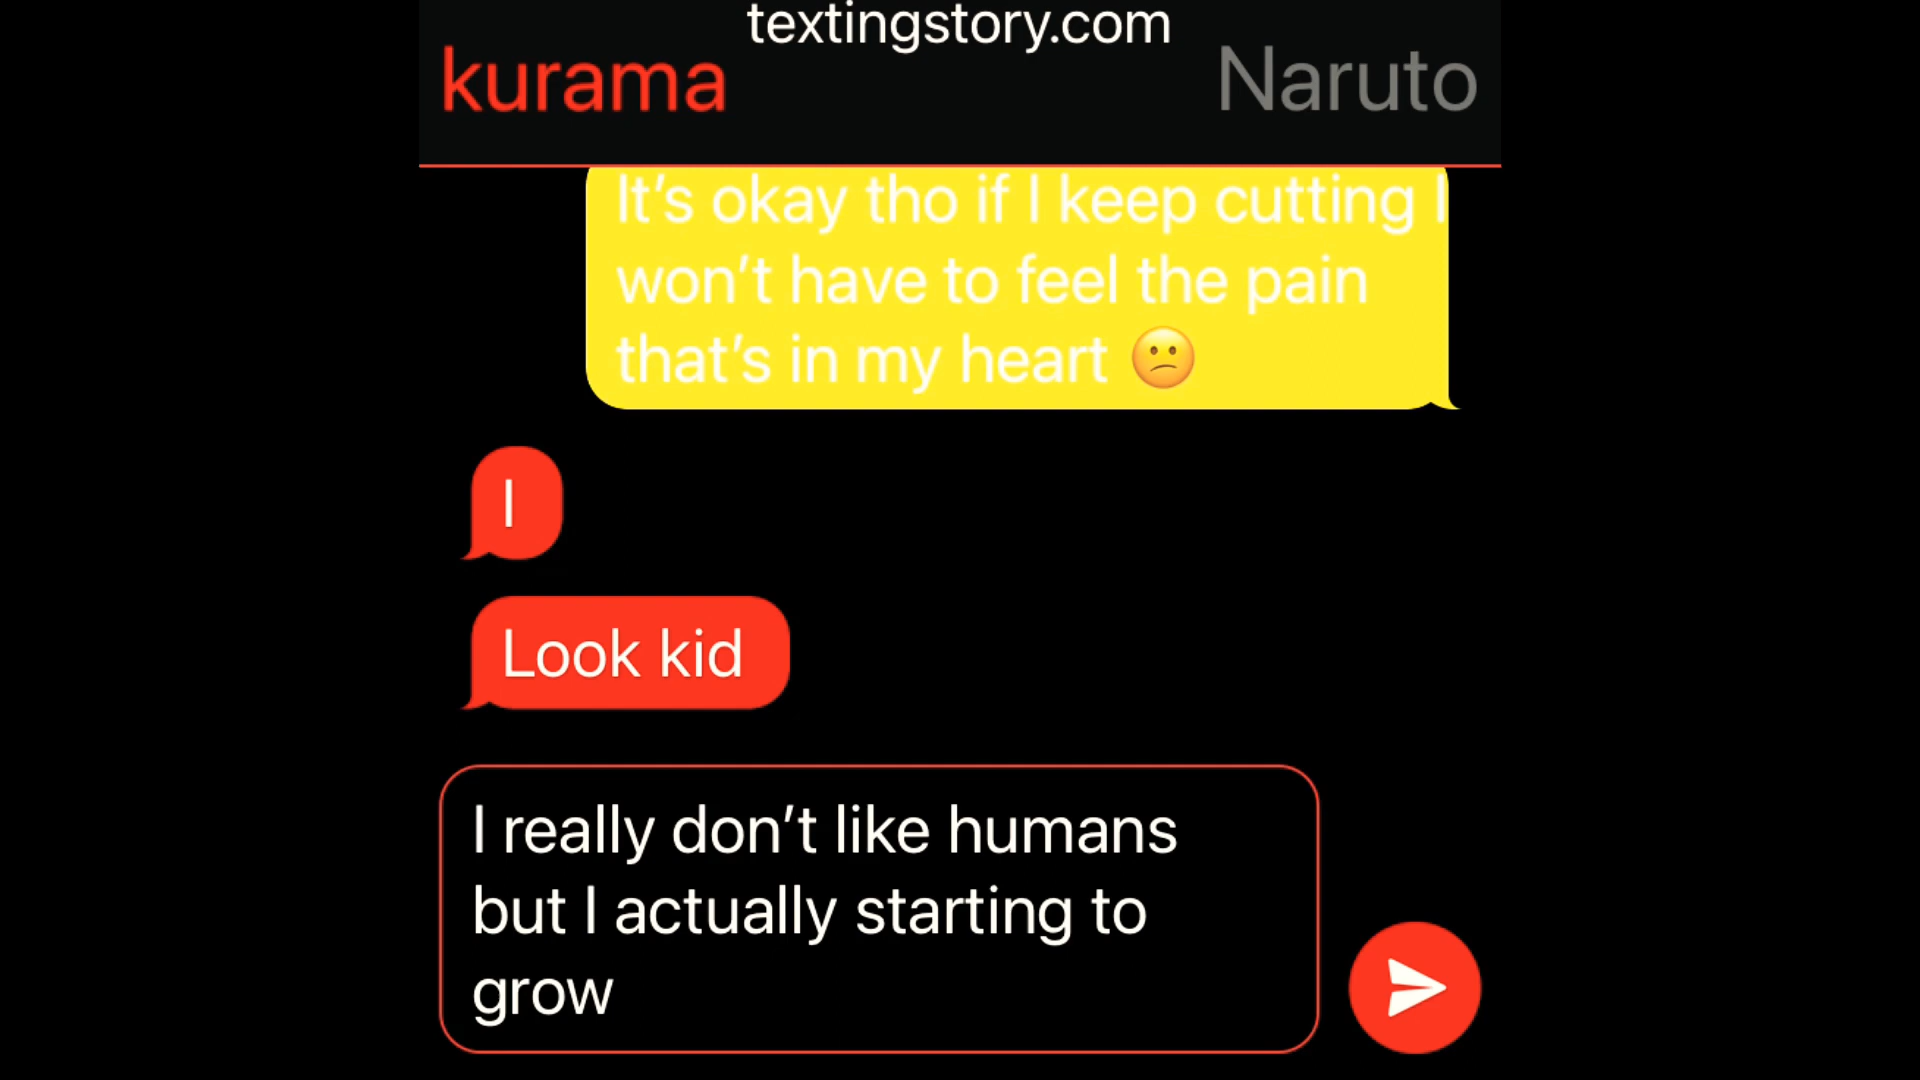 textingstory.com
kurama
Naruto
It’s okay tho if I keep cutting I
won’t have to feel the pain
that’s in my heart 😕
I
Look kid
I really don’t like humans
but I actually starting to
grow